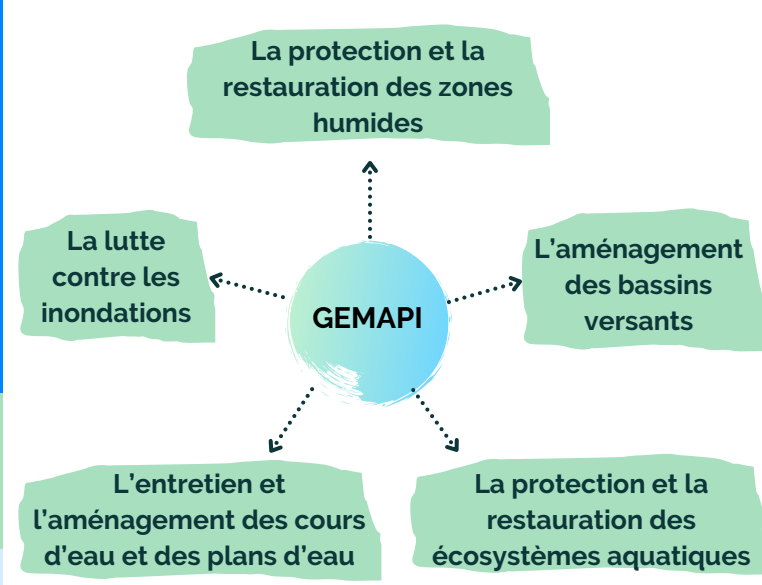 La protection et la
restauration des zones
humides
La lutte
contre les
inondations
GEMAPI
L'aménagement
des bassins
versants
L'entretien et
l'aménagement des cours
d'eau et des plans d'eau
La protection et la
restauration des
écosystèmes aquatiques